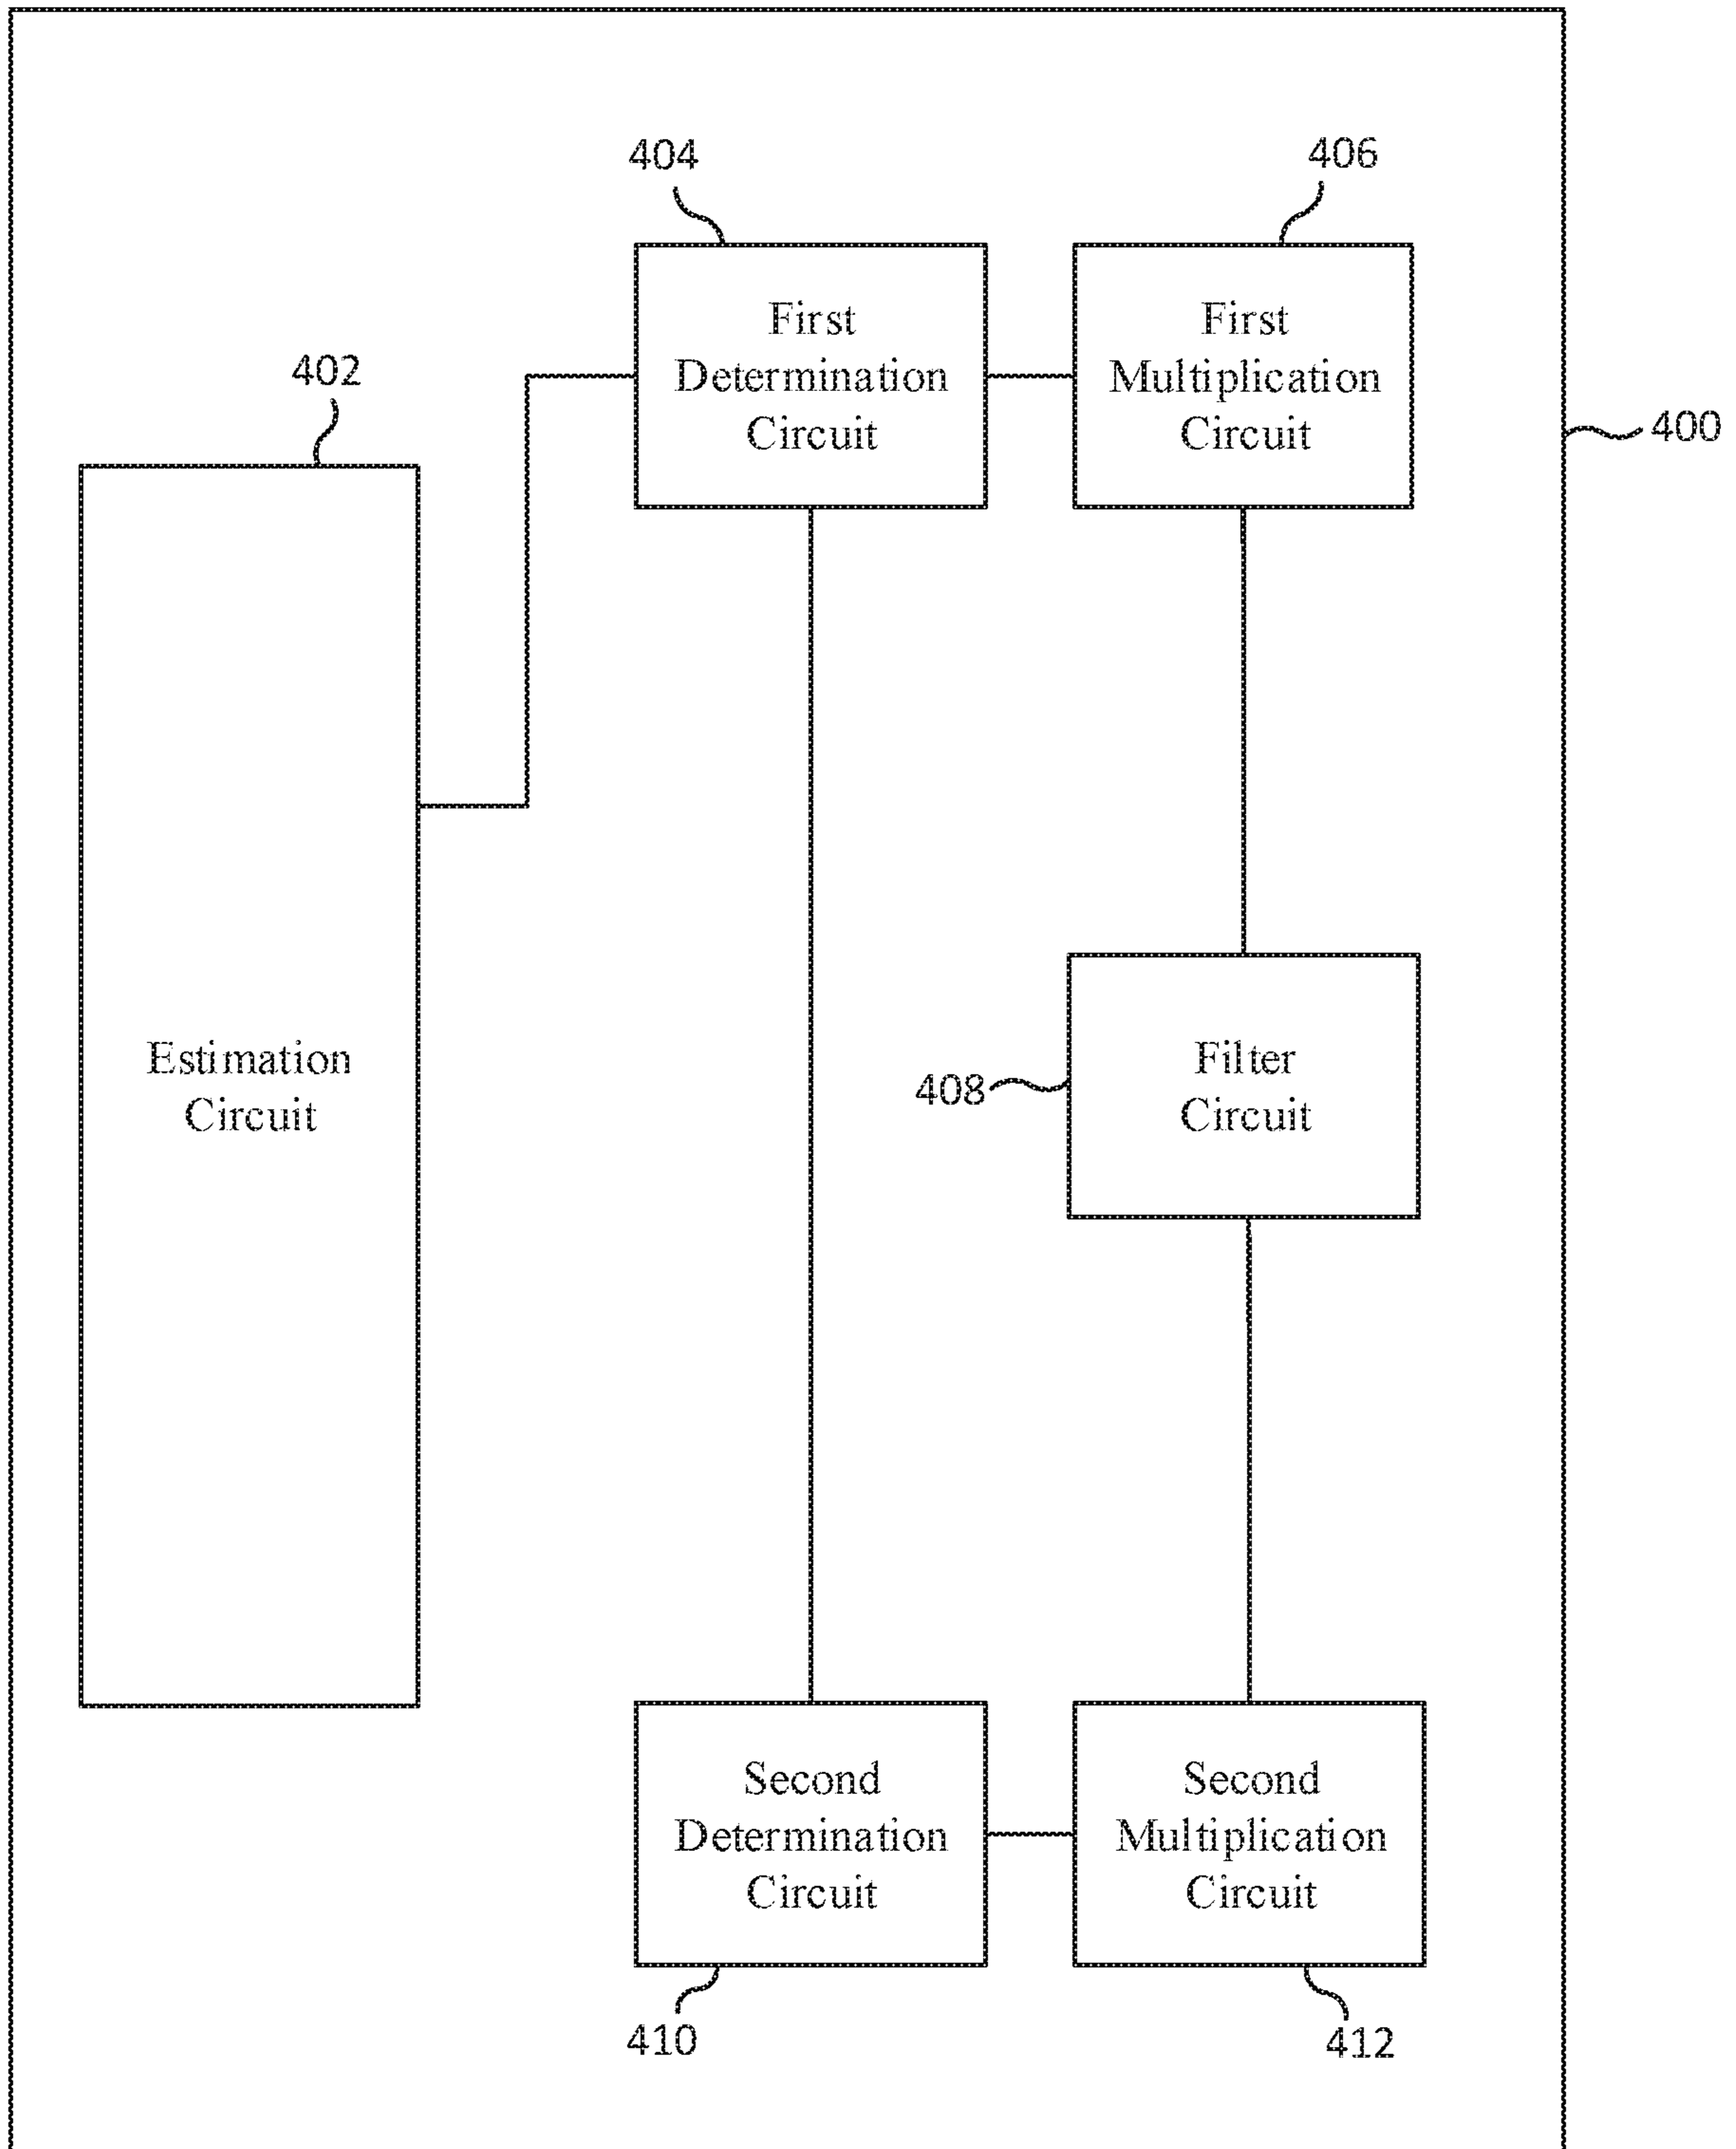 404
406
First
Determination
Circuit
First
Multiplication
Circuit
402
400
Estimation
Circuit
408
Filter
Circuit
Second
Determination
Circuit
Second
Multiplication
Circuit
410
412